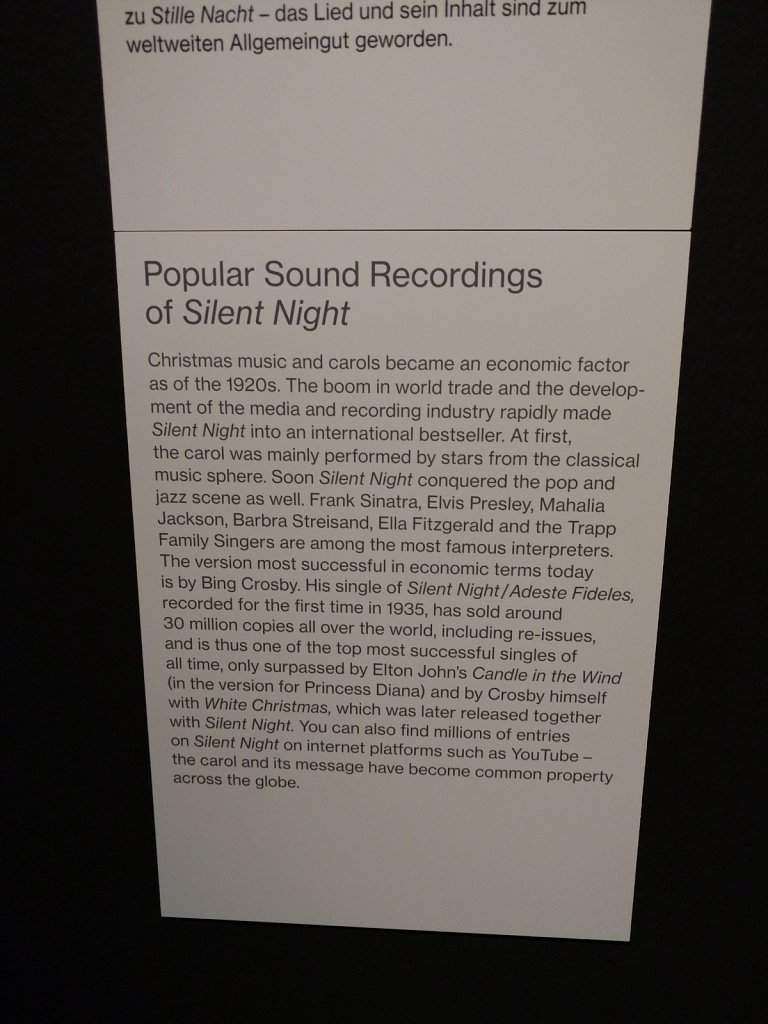 zu Stille Nacht – das Lied und sein Inhalt sind zum
weltweiten Allgemeingut geworden.
Popular Sound Recordings
of Silent Night
Christmas music and carols became an economic factor
as of the 1920s. The boom in world trade and the develop-
ment of the media and recording industry rapidly made
Silent Night into an international bestseller. At first,
the carol was mainly performed by stars from the classical
music sphere. Soon Silent Night conquered the pop and
jazz scene as well. Frank Sinatra, Elvis Presley, Mahalia
Jackson, Barbra Streisand, Ella Fitzgerald and the Trapp
Family Singers are among the most famous interpreters.
The version most successful in economic terms today
is by Bing Crosby. His single of Silent Night/Adeste Fideles,
recorded for the first time in 1935, has sold around
30 million copies all over the world, including re-issues,
and is thus one of the top most successful singles of
all time, only surpassed by Elton John's Candle in the Wind
(in the version for Princess Diana) and by Crosby himself
with White Christmas, which was later released together
with Silent Night. You can also find millions of entries
on Silent Night on internet platforms such as YouTube –
the carol and its message have become common property
across the globe.